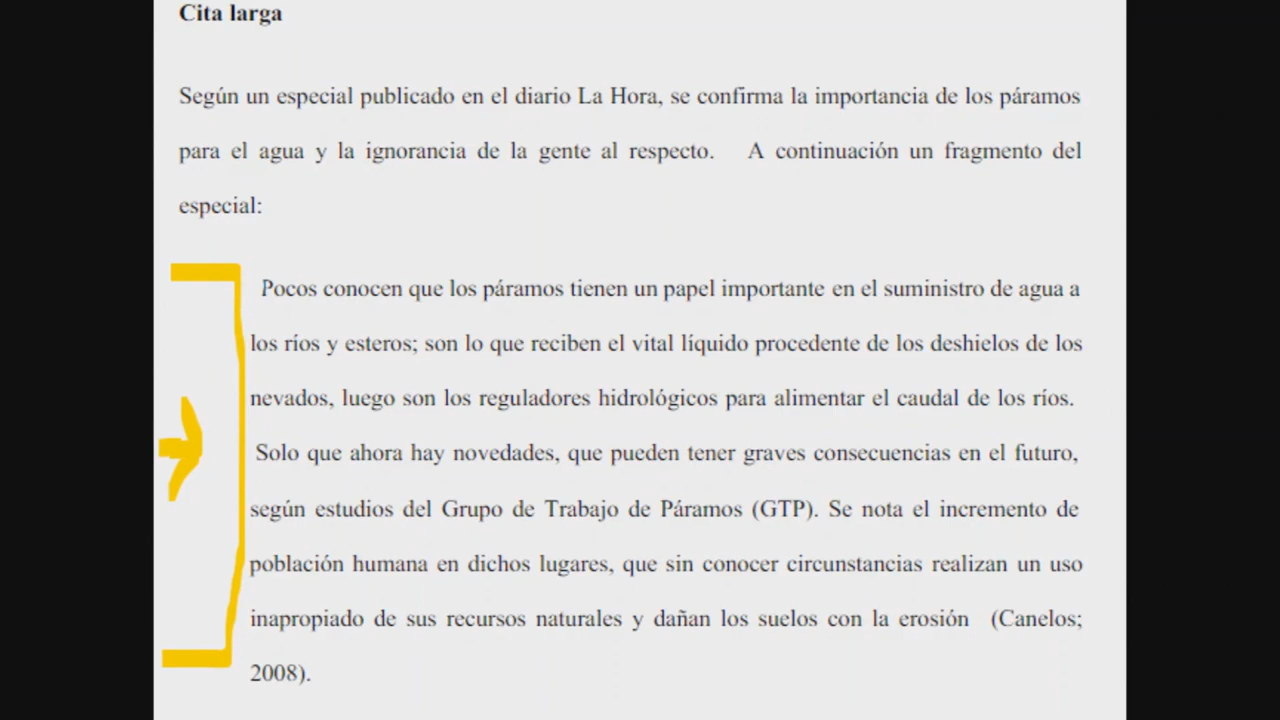 Cita larga
Según un especial publicado en el diario La Hora, se confirma la importancia de los páramos
para el agua y la ignorancia de la gente al respecto. A continuación un fragmento del
especial:
Pocos conocen que los páramos tienen un papel importante en el suministro de agua a
los ríos y esteros; son lo que reciben el vital líquido procedente de los deshielos de los
nevados, luego son los reguladores hidrológicos para alimentar el caudal de los ríos.
Solo que ahora hay novedades, que pueden tener graves consecuencias en el futuro,
según estudios del Grupo de Trabajo de Páramos (GTP). Se nota el incremento de
población humana en dichos lugares, que sin conocer circunstancias realizan un uso
inapropiado de sus recursos naturales y dañan los suelos con la erosión (Canelos;
2008).